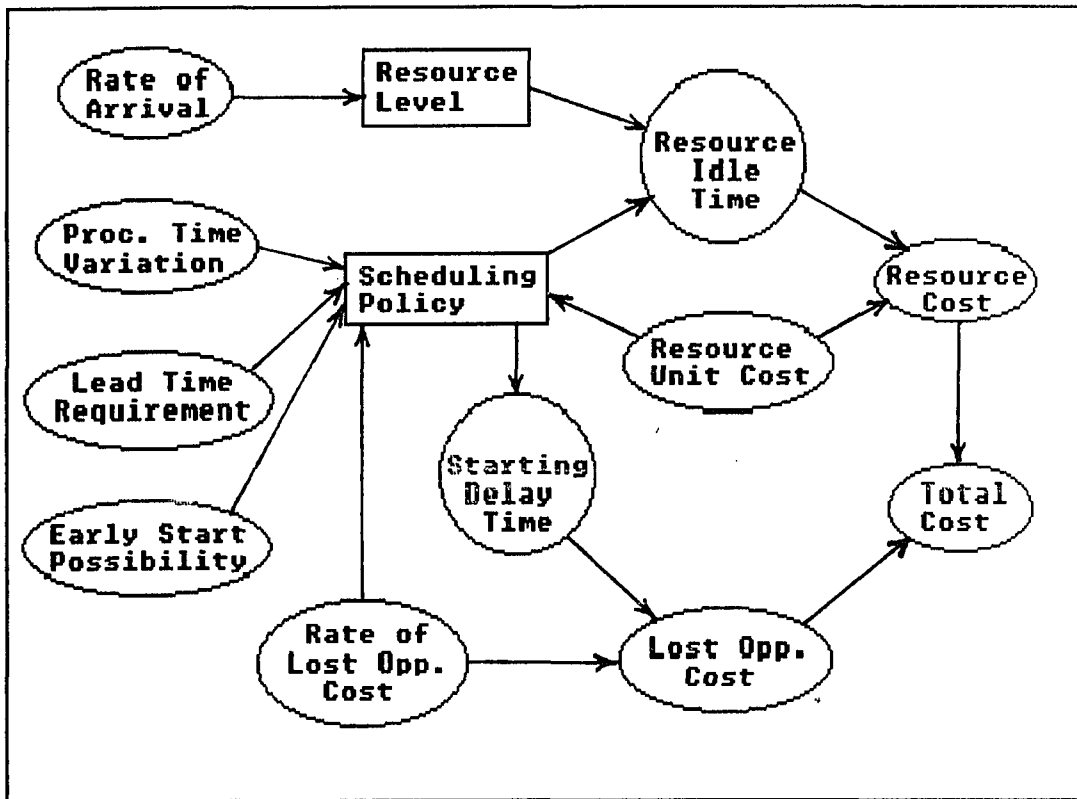 Rate of
Arrival
Resource
Level
Resource
Idle
Time
Proc. Time
Variation
Scheduling
Policy
Resource
Cost
Resource
Unit Cost
Lead Time
Requirement
Starting
Delay
Time
Total
Cost
Early Start
Possibility
Rate of
Lost Opp.
Cost
Lost Opp.
Cost